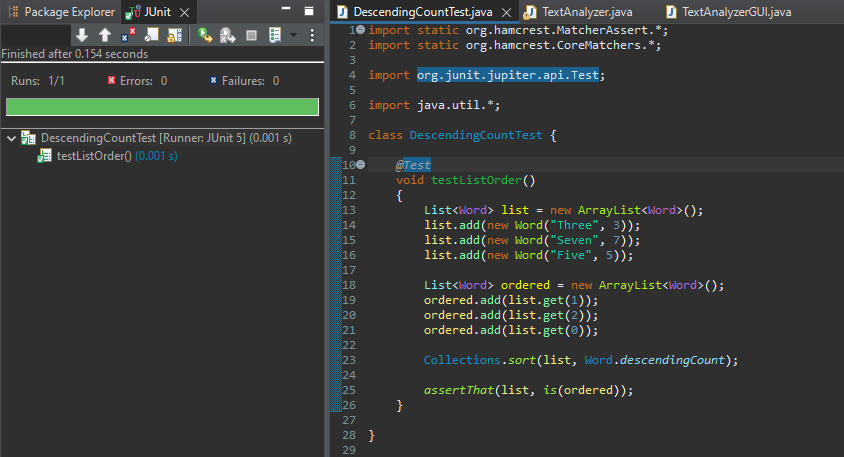 Package Explorer JUnit
Finished after 0.154 seconds
Runs: 1/1 Errors: 0 Failures: 0
DescendingCountTest [Runner: JUnit 5] (0.001 s)
testListOrder() (0.001 s)
DescendingCountTest.java TextAnalyzer.java TextAnalyzerGUI.java
1 import static org.hamcrest.MatcherAssert.*;
2 import static org.hamcrest.CoreMatchers.*;
3
4 import org.junit.jupiter.api.Test;
5
6 import java.util.*;
7
8 class DescendingCountTest {
9
10 @Test
11 void testListOrder()
12 {
13 List<Word> list = new ArrayList<Word>();
14 list.add(new Word("Three", 3));
15 list.add(new Word("Seven", 7));
16 list.add(new Word("Five", 5));
17
18 List<Word> ordered = new ArrayList<Word>();
19 ordered.add(list.get(1));
20 ordered.add(list.get(2));
21 ordered.add(list.get(0));
22
23 Collections.sort(list, Word.descendingCount);
24
25 assertThat(list, is(ordered));
26 }
27
28 }
29